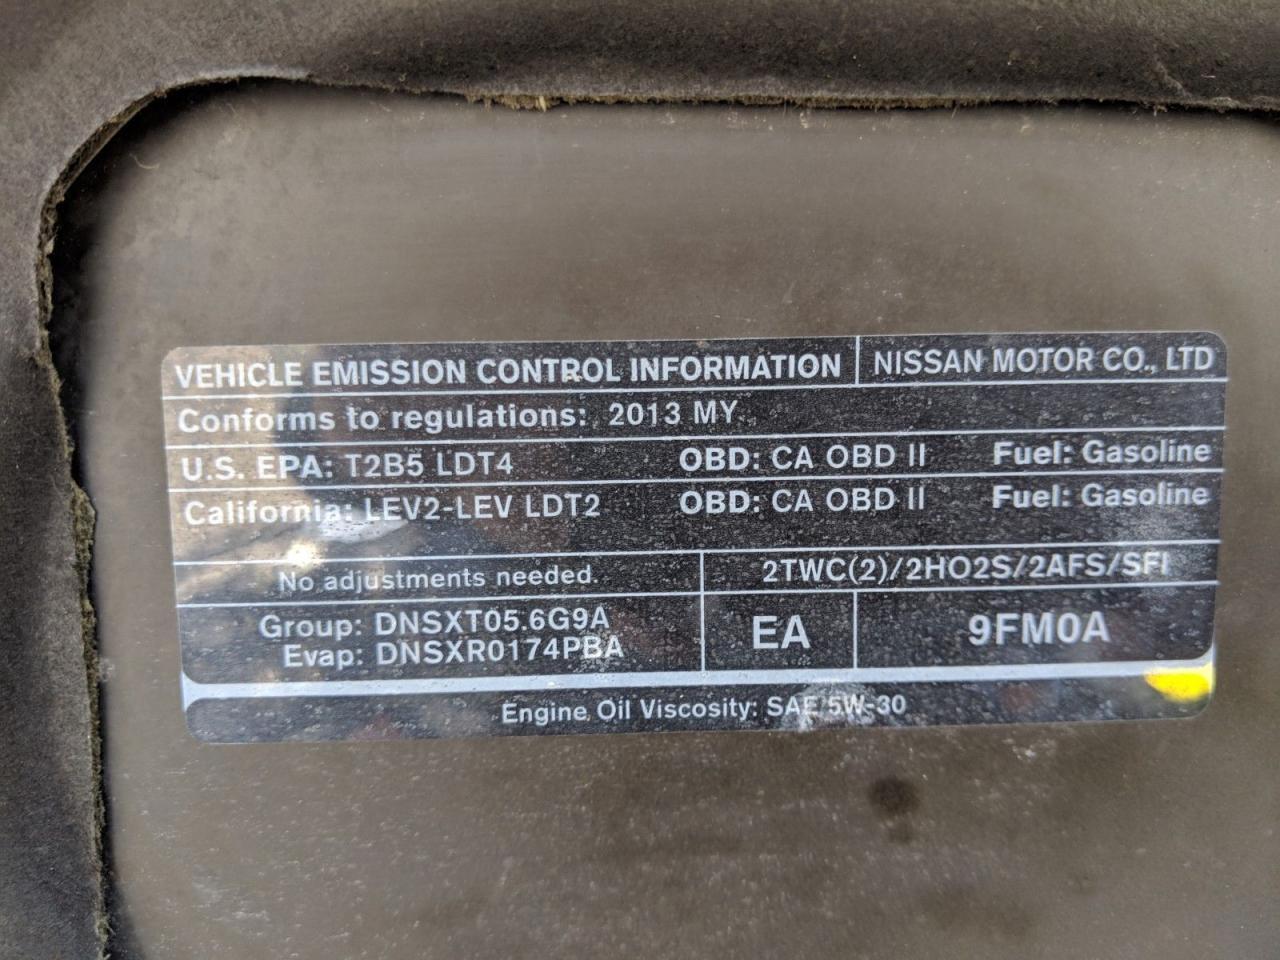 VEHICLE EMISSION CONTROL INFORMATION NISSAN MOTOR CO., LTD
Conforms to regulations: 2013 MY
U.S. EPA: T2B5 LDT4 OBD: CA OBD II Fuel: Gasoline
California: LEV2-LEV LDT2 OBD: CA OBD II Fuel: Gasoline
No adjustments needed. 2TWC(2)/2HO2S/2AFS/SFI
Group: DNSXT05.6G9A
Evap: DNSXR0174PBA
EA 9FM0A
Engine Oil Viscosity: SAE 5W-30